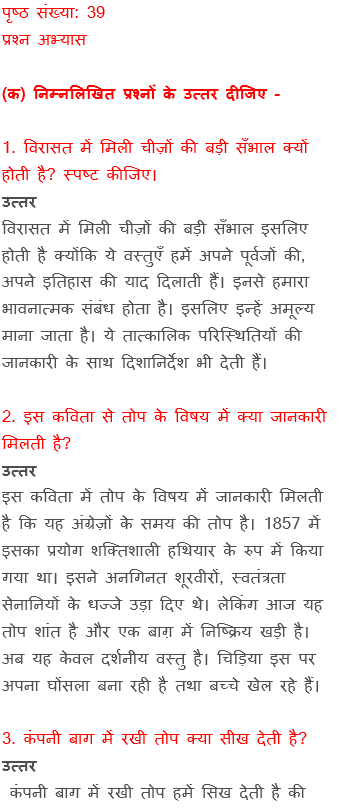 पृष्ठ संख्या: 39
प्रश्न अभ्यास
(क) निम्नलिखित प्रश्नों के उत्तर दीजिए -
1. विरासत में मिली चीज़ों की बड़ी सँभाल क्यों
होती है? स्पष्ट कीजिए।
उत्तर
विरासत में मिली चीज़ों की बड़ी सँभाल इसलिए
होती है क्योंकि ये वस्तुएँ हमें अपने पूर्वजों की,
अपने इतिहास की याद दिलाती हैं। इनसे हमारा
भावनात्मक संबंध होता है। इसलिए इन्हें अमूल्य
माना जाता है। ये तात्कालिक परिस्थितियों की
जानकारी के साथ दिशानिर्देश भी देती हैं।
2. इस कविता से तोप के विषय में क्या जानकारी
मिलती है?
उत्तर
इस कविता में तोप के विषय में जानकारी मिलती
है कि यह अंग्रेज़ों के समय की तोप है। 1857 में
इसका प्रयोग शक्तिशाली हथियार के रुप में किया
गया था। इसने अनगिनत शूरवीरों, स्वतंत्रता
सेनानियों के धज्जे उड़ा दिए थे। लेकिंग आज यह
तोप शांत है और एक बाग़ में निष्क्रिय खड़ी है।
अब यह केवल दर्शनीय वस्तु है। चिड़िया इस पर
अपना घोंसला बना रही है तथा बच्चे खेल रहे हैं।
3. कंपनी बाग में रखी तोप क्या सीख देती है?
उत्तर
कंपनी बाग में रखी तोप हमें सिख देती है की